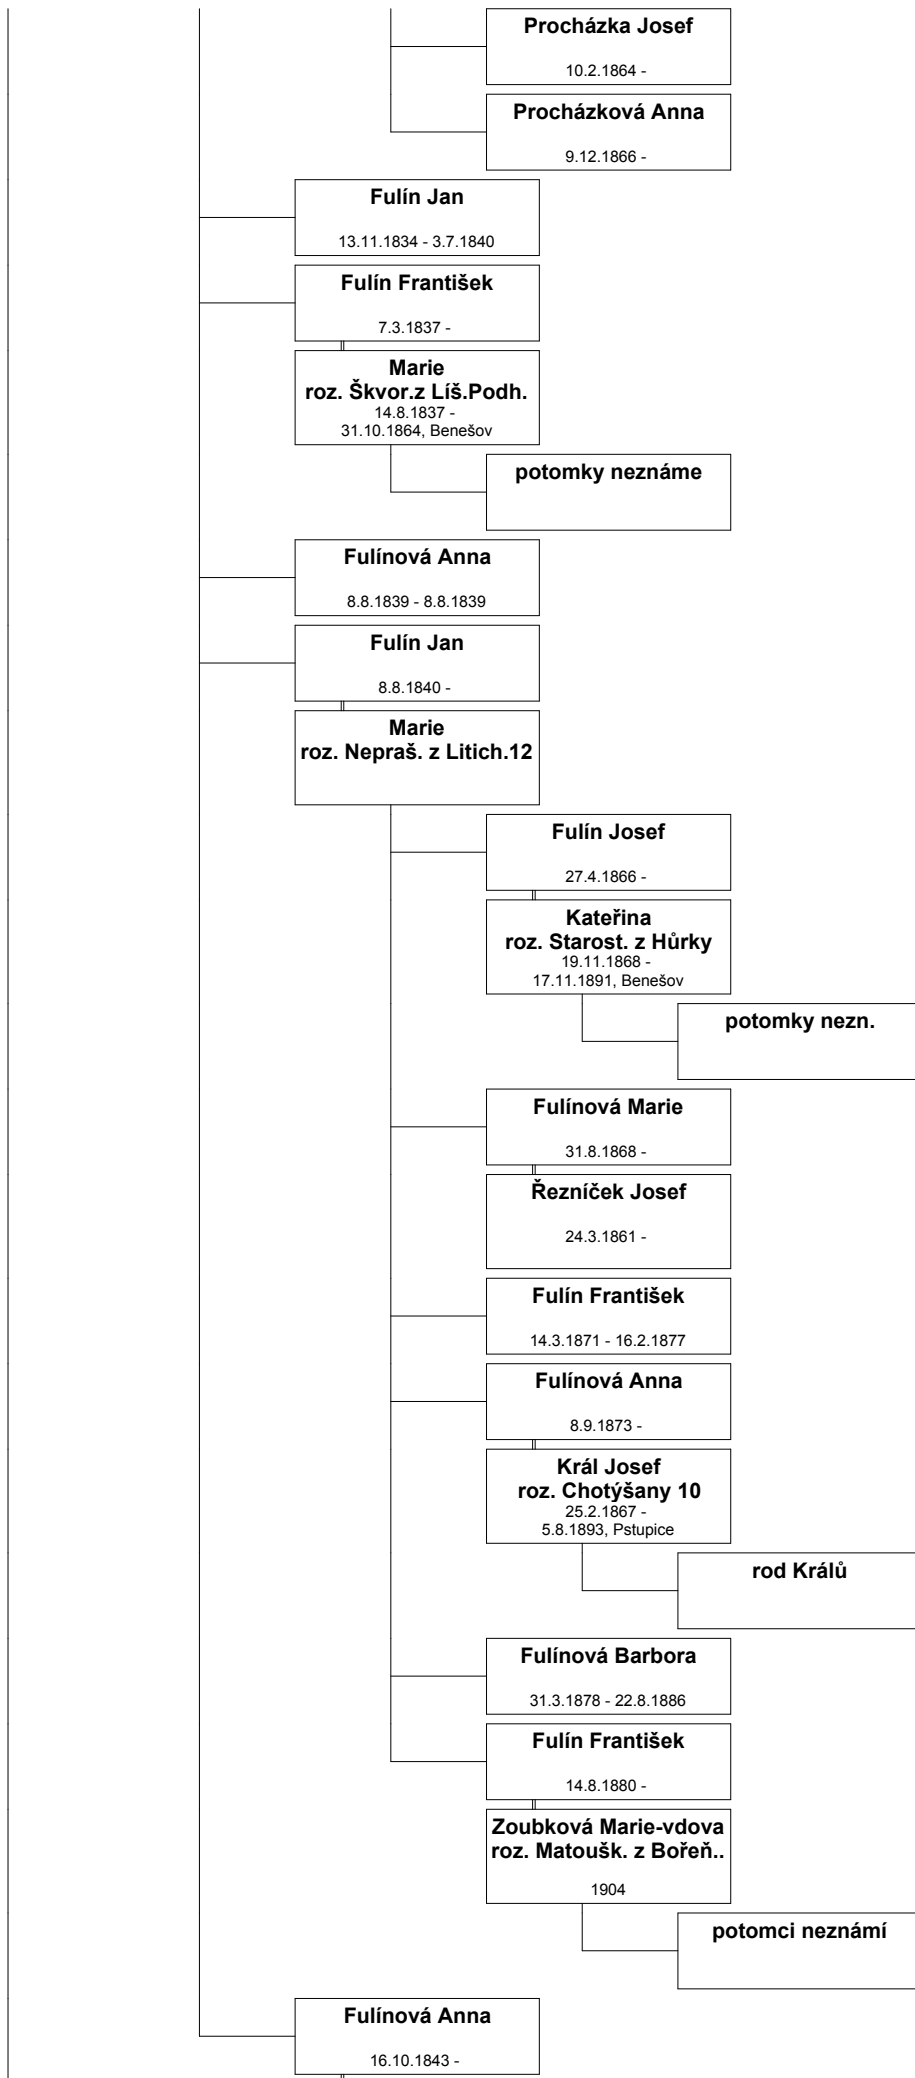 Procházka Josef
10.2.1864 -
Procházková Anna
9.12.1866 -
Fulín Jan
13.11.1834 - 3.7.1840
Fulín František
7.3.1837 -
Marie
roz. Škvor.z Líš.Podh.
14.8.1837 -
31.10.1864, Benešov
potomky neznáme
Fulínová Anna
8.8.1839 - 8.8.1839
Fulín Jan
8.8.1840 -
Marie
roz. Nepraš. z Litich.12
Fulín Josef
27.4.1866 -
Kateřina
roz. Starost. z Hůrky
19.11.1868 -
17.11.1891, Benešov
potomky nezn.
Fulínová Marie
31.8.1868 -
Řezníček Josef
24.3.1861 -
Fulín František
14.3.1871 - 16.2.1877
Fulínová Anna
8.9.1873 -
Král Josef
roz. Chotýšany 10
25.2.1867 -
5.8.1893, Pstupice
rod Králů
Fulínová Barbora
31.3.1878 - 22.8.1886
Fulín František
14.8.1880 -
Zoubková Marie-vdova
roz. Matoušk. z Bořeň..
1904
potomci neznámí
Fulínová Anna
16.10.1843 -